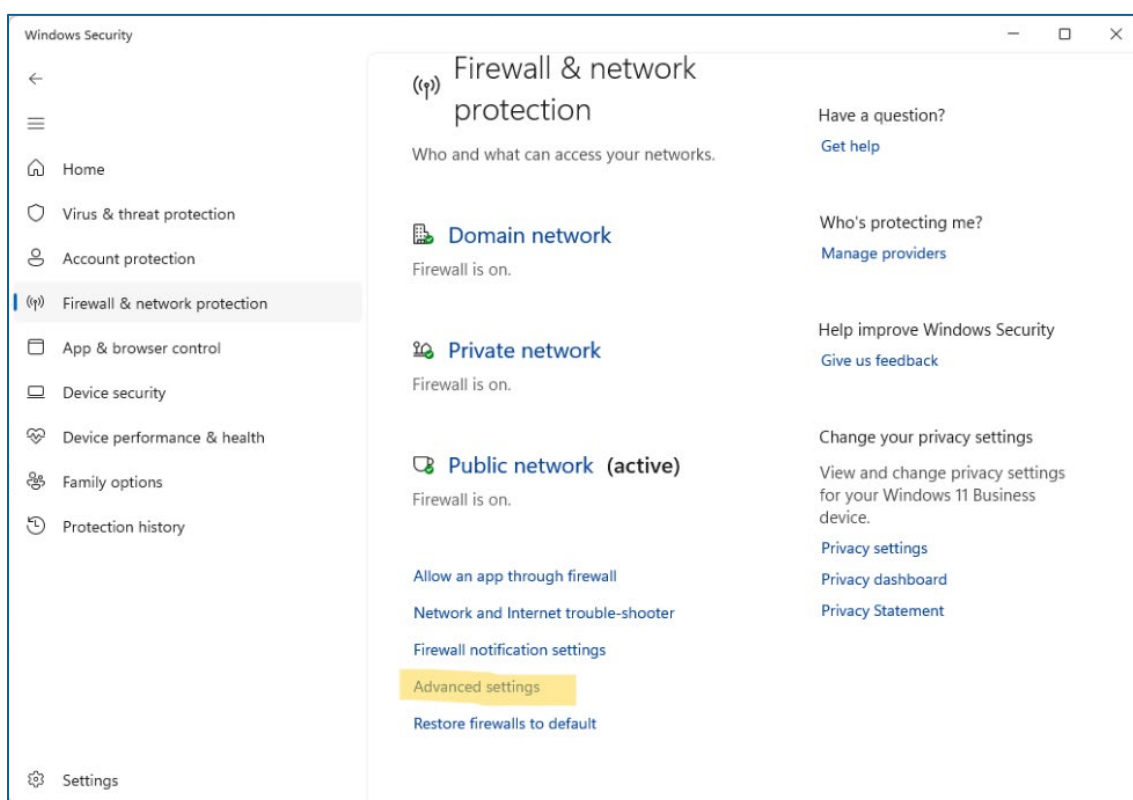 Windows Security
Home
Virus & threat protection
Account protection
Firewall & network protection
App & browser control
Device security
Device performance & health
Family options
Protection history
Settings
Firewall & network
protection
Who and what can access your networks.
Domain network
Firewall is on.
Private network
Firewall is on.
Public network (active)
Firewall is on.
Allow an app through firewall
Network and Internet trouble-shooter
Firewall notification settings
Advanced settings
Restore firewalls to default
Have a question?
Get help
Who's protecting me?
Manage providers
Help improve Windows Security
Give us feedback
Change your privacy settings
View and change privacy settings
for your Windows 11 Business
device.
Privacy settings
Privacy dashboard
Privacy Statement